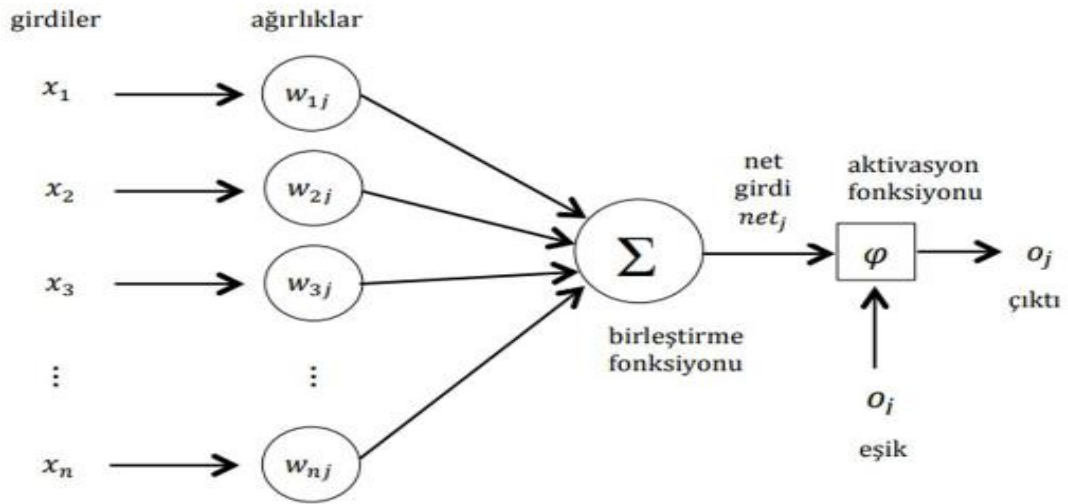 girdiler
ağırlıklar
x₁
w₁ⱼ
x₂
w₂ⱼ
x₃
w₃ⱼ
⋮
⋮
xₙ
wₙⱼ
Σ
birleştirme
fonksiyonu
net
girdi
netⱼ
aktivasyon
fonksiyonu
φ
oⱼ
çıktı
oᵢ
eşik